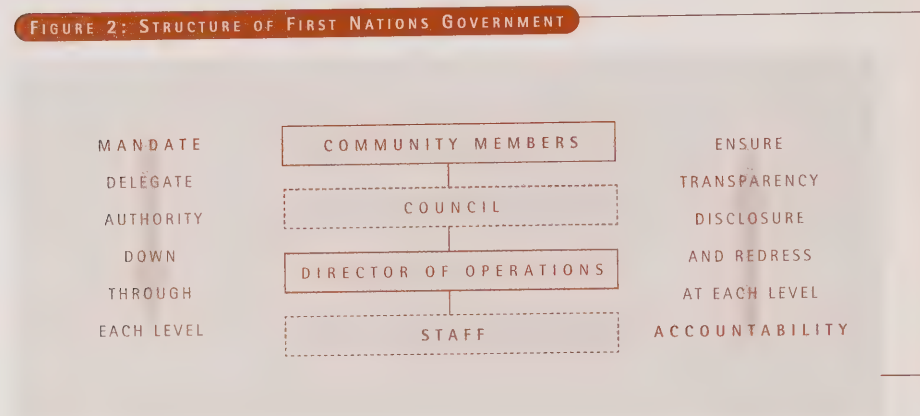 FIGURE 2: STRUCTURE OF FIRST NATIONS GOVERNMENT
MANDATE
DELEGATE
AUTHORITY
DOWN
THROUGH
EACH LEVEL
COMMUNITY MEMBERS
COUNCIL
DIRECTOR OF OPERATIONS
STAFF
ENSURE
TRANSPARENCY
DISCLOSURE
AND REDRESS
AT EACH LEVEL
ACCOUNTABILITY